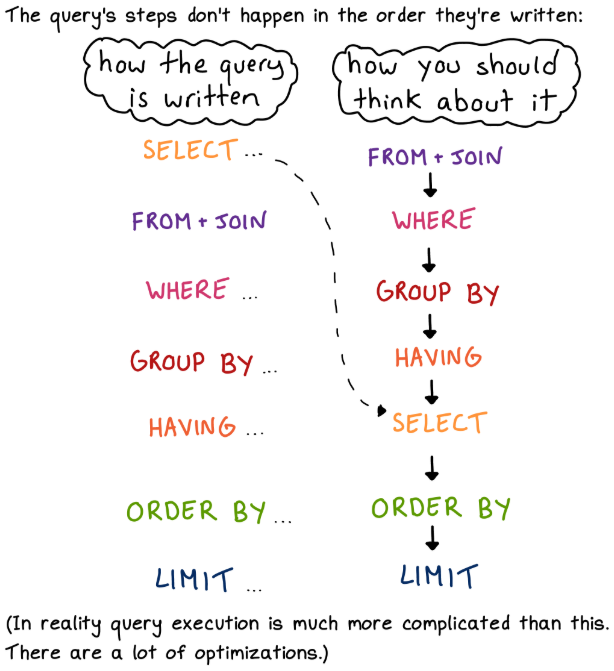 The query's steps don't happen in the order they're written:
how the query
is written
SELECT ...
FROM + JOIN
WHERE ...
GROUP BY ...
HAVING ...
ORDER BY ...
LIMIT ...
how you should
think about it
FROM + JOIN
WHERE
GROUP BY
HAVING
SELECT
ORDER BY
LIMIT
(In reality query execution is much more complicated than this.
There are a lot of optimizations.)